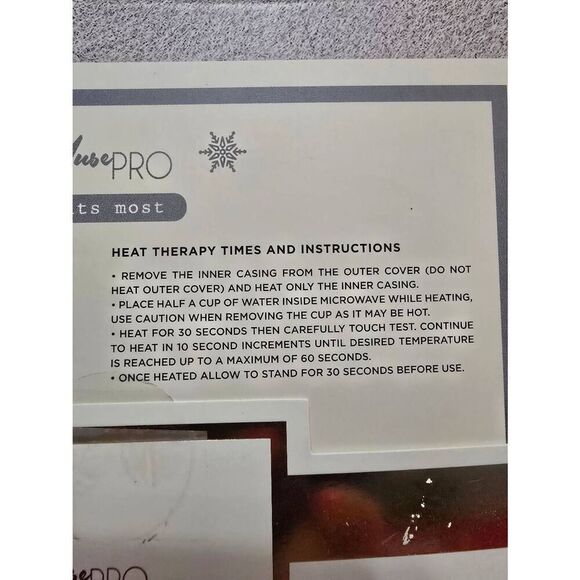 PRO
ts most
HEAT THERAPY TIMES AND INSTRUCTIONS
• REMOVE THE INNER CASING FROM THE OUTER COVER (DO NOT
HEAT OUTER COVER) AND HEAT ONLY THE INNER CASING.
• PLACE HALF A CUP OF WATER INSIDE MICROWAVE WHILE HEATING,
USE CAUTION WHEN REMOVING THE CUP AS IT MAY BE HOT.
• HEAT FOR 30 SECONDS THEN CAREFULLY TOUCH TEST. CONTINUE
TO HEAT IN 10 SECOND INCREMENTS UNTIL DESIRED TEMPERATURE
IS REACHED UP TO A MAXIMUM OF 60 SECONDS.
• ONCE HEATED ALLOW TO STAND FOR 30 SECONDS BEFORE USE.
PRO